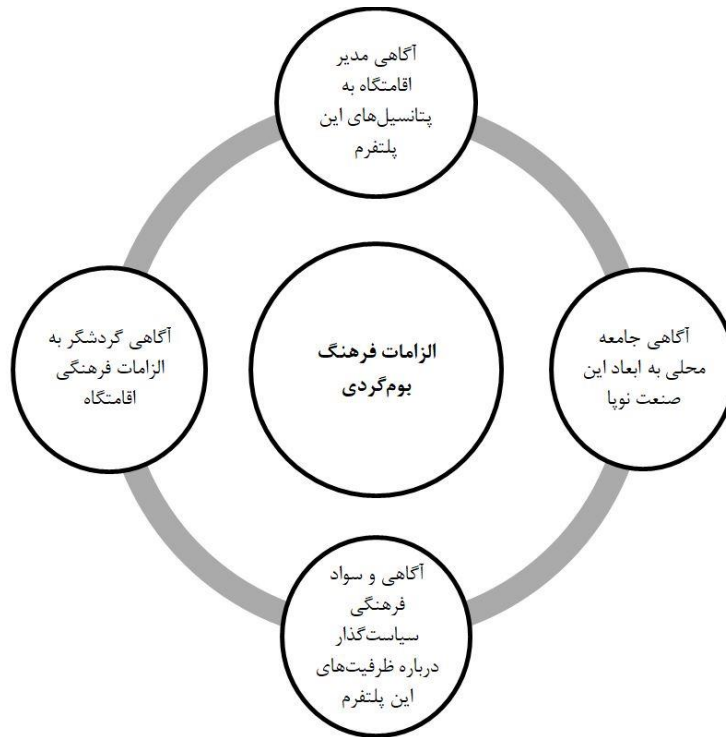 آگاهی مدیر
اقامتگاه به
پتانسیل‌های این
پلتفرم
آگاهی جامعه
محلی به ابعاد این
صنعت نوپا
الزامات فرهنگ
بوم‌گردی
آگاهی گردشگر به
الزامات فرهنگی
اقامتگاه
آگاهی و سواد
فرهنگی
سیاست‌گذار
درباره ظرفیت‌های
این پلتفرم